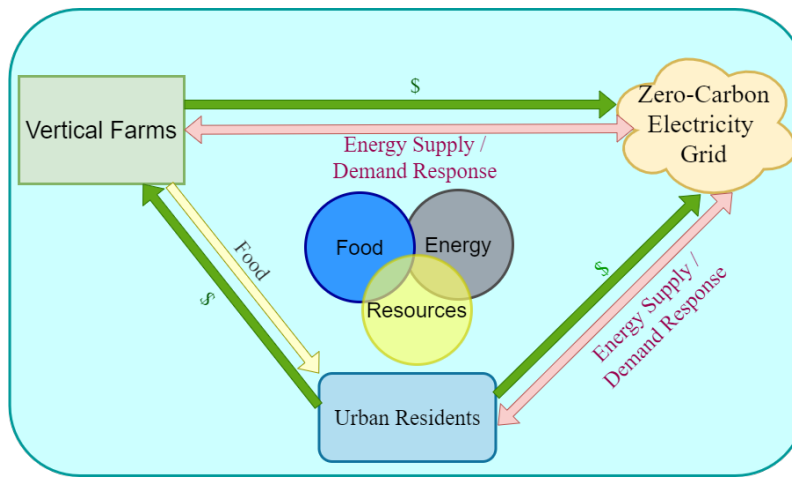 $
Zero-Carbon
Electricity
Grid
Vertical Farms
Energy Supply /
Demand Response
Food
$
Food
Energy
Resources
$
Energy Supply /
Demand Response
Urban Residents